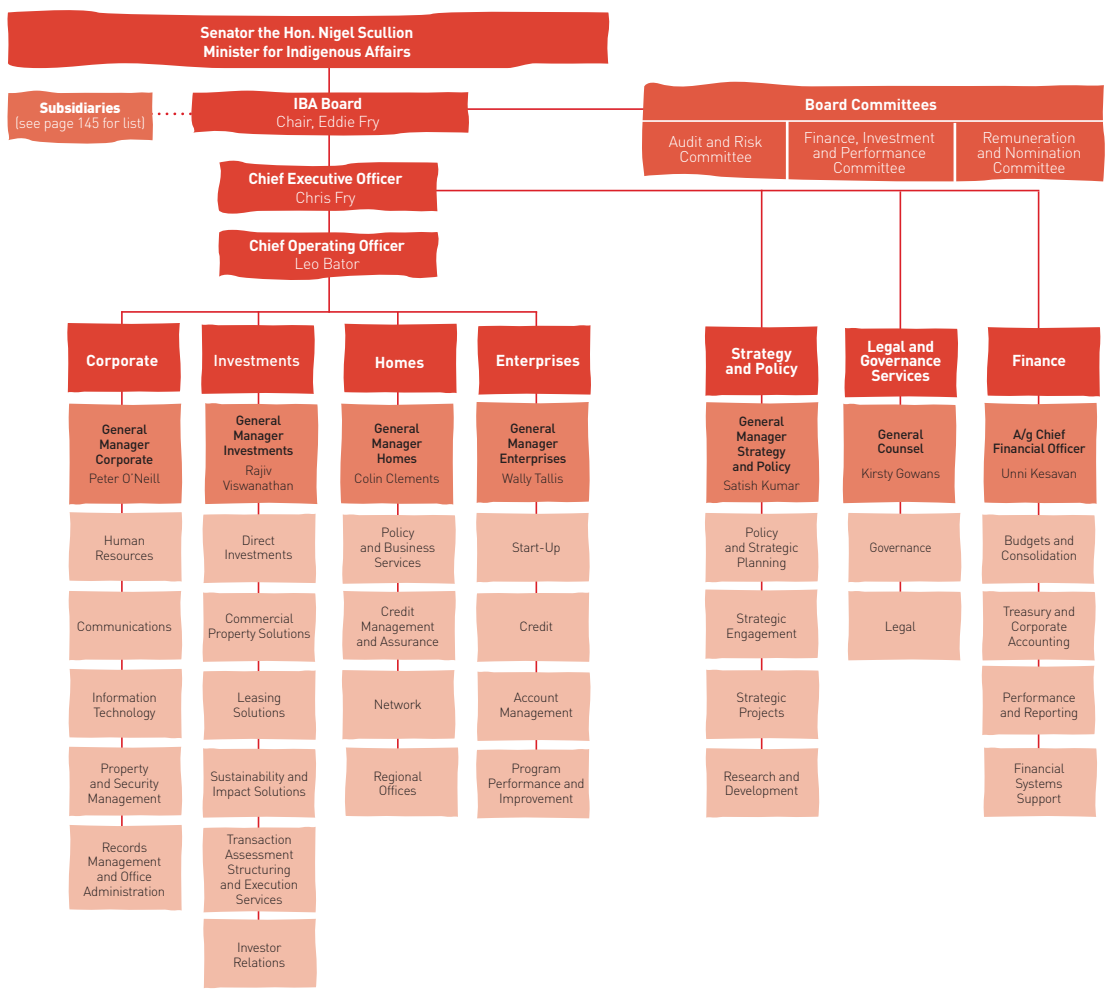 Senator the Hon. Nigel Scullion
Minister for Indigenous Affairs
Subsidiaries
(see page 145 for list)
IBA Board
Chair, Eddie Fry
Board Committees
Audit and Risk
Committee
Finance, Investment
and Performance
Committee
Remuneration
and Nomination
Committee
Chief Executive Officer
Chris Fry
Chief Operating Officer
Leo Bator
Corporate
General
Manager
Corporate
Peter O'Neill
Human
Resources
Communications
Information
Technology
Property
and Security
Management
Records
Management
and Office
Administration
Investments
General
Manager
Investments
Rajiv
Viswanathan
Direct
Investments
Commercial
Property Solutions
Leasing
Solutions
Sustainability and
Impact Solutions
Transaction
Assessment
Structuring
and Execution
Services
Investor
Relations
Homes
General
Manager
Homes
Colin Clements
Policy
and Business
Services
Credit
Management
and Assurance
Network
Regional
Offices
Enterprises
General
Manager
Enterprises
Wally Tallis
Start-Up
Credit
Account
Management
Program
Performance and
Improvement
Strategy
and Policy
General
Manager
Strategy
and Policy
Satish Kumar
Policy
and Strategic
Planning
Strategic
Engagement
Strategic
Projects
Research and
Development
Legal and
Governance
Services
General
Counsel
Kirsty Gowans
Governance
Legal
Finance
A/g Chief
Financial Officer
Unni Kesavan
Budgets and
Consolidation
Treasury and
Corporate
Accounting
Performance
and Reporting
Financial
Systems
Support